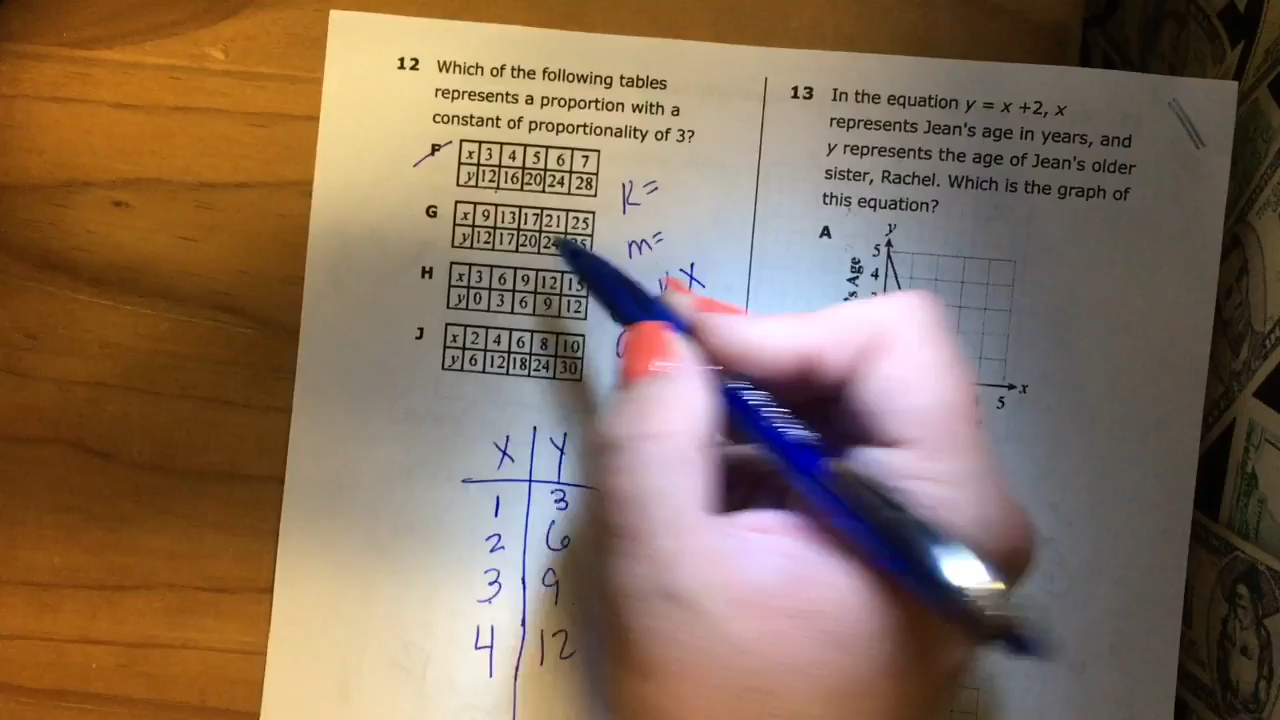 12 Which of the following tables
represents a proportion with a
constant of proportionality of 3?
F
x 3 4 5 6 7
y 12 16 20 24 28
G
x 9 13 17 21 25
y 12 17 20 24
H
x 3 6 9 12 15
y 0 3 6 9 12
J
x 2 4 6 8 10
y 6 12 18 24 30
K=
m=
X
X Y
1 3
2 6
3 9
4 12
13 In the equation y = x +2, x
represents Jean's age in years, and
y represents the age of Jean's older
sister, Rachel. Which is the graph of
this equation?
A
y
5
4
Age
x
5